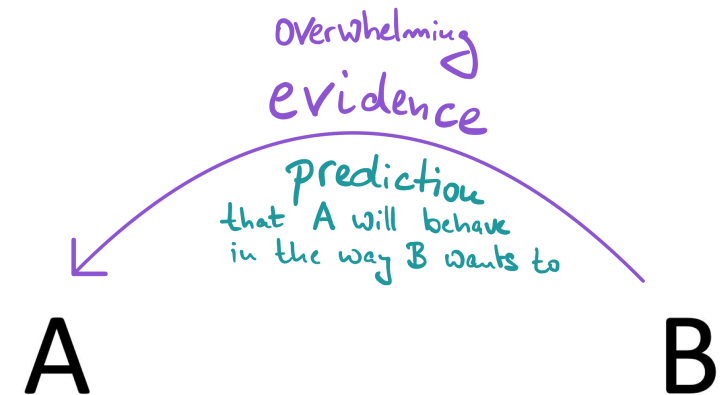 overwhelming
evidence
prediction
that A will behave
in the way B wants to
A B